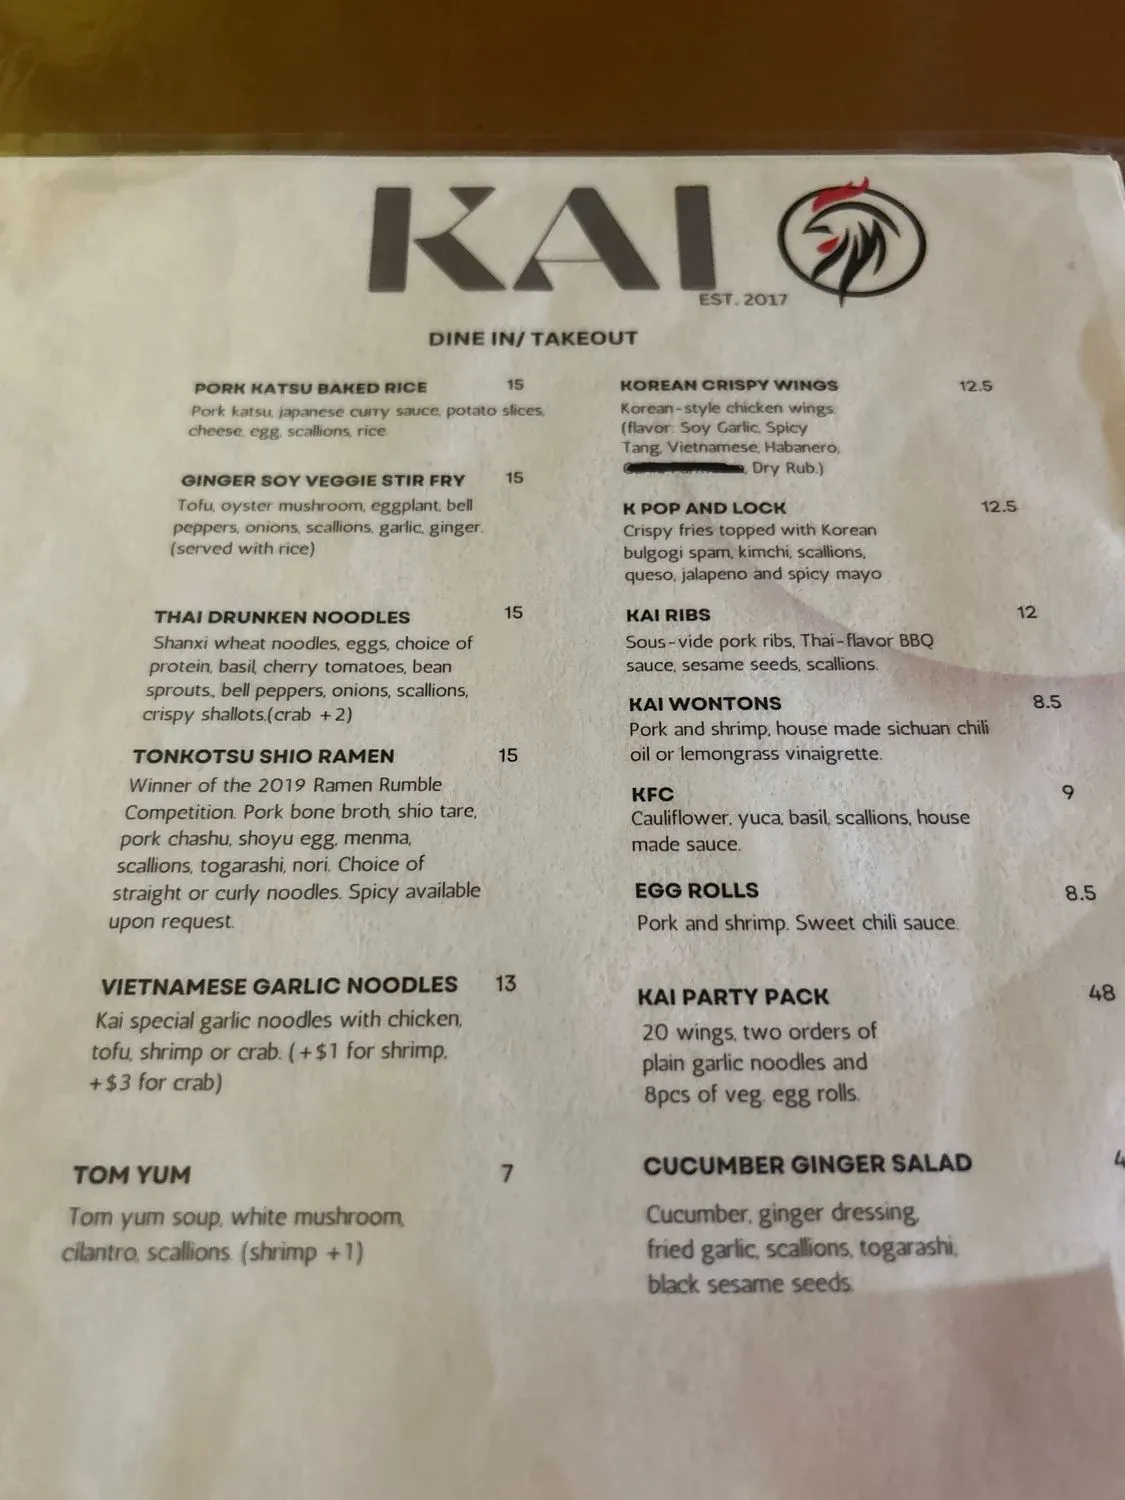 KAI
EST. 2017
DINE IN/ TAKEOUT
PORK KATSU BAKED RICE 15
Pork katsu, japanese curry sauce, potato slices,
cheese, egg, scallions, rice
GINGER SOY VEGGIE STIR FRY 15
Tofu, oyster mushroom, eggplant, bell
peppers, onions, scallions, garlic, ginger.
(served with rice)
THAI DRUNKEN NOODLES 15
Shanxi wheat noodles, eggs, choice of
protein, basil, cherry tomatoes, bean
sprouts., bell peppers, onions, scallions,
crispy shallots.(crab +2)
TONKOTSU SHIO RAMEN 15
Winner of the 2019 Ramen Rumble
Competition. Pork bone broth, shio tare,
pork chashu, shoyu egg, menma,
scallions, togarashi, nori. Choice of
straight or curly noodles. Spicy available
upon request.
VIETNAMESE GARLIC NOODLES 13
Kai special garlic noodles with chicken,
tofu, shrimp or crab. (+$1 for shrimp,
+$3 for crab)
TOM YUM 7
Tom yum soup, white mushroom,
cilantro, scallions. (shrimp +1)
KOREAN CRISPY WINGS 12.5
Korean-style chicken wings
(flavor: Soy Garlic, Spicy
Tang, Vietnamese, Habanero,
, Dry Rub.)
K POP AND LOCK 12.5
Crispy fries topped with Korean
bulgogi spam, kimchi, scallions,
queso, jalapeno and spicy mayo
KAI RIBS 12
Sous-vide pork ribs, Thai-flavor BBQ
sauce, sesame seeds, scallions.
KAI WONTONS 8.5
Pork and shrimp, house made sichuan chili
oil or lemongrass vinaigrette.
KFC 9
Cauliflower, yuca, basil, scallions, house
made sauce.
EGG ROLLS 8.5
Pork and shrimp. Sweet chili sauce.
KAI PARTY PACK 48
20 wings, two orders of
plain garlic noodles and
8pcs of veg. egg rolls.
CUCUMBER GINGER SALAD
Cucumber, ginger dressing,
fried garlic, scallions, togarashi,
black sesame seeds.